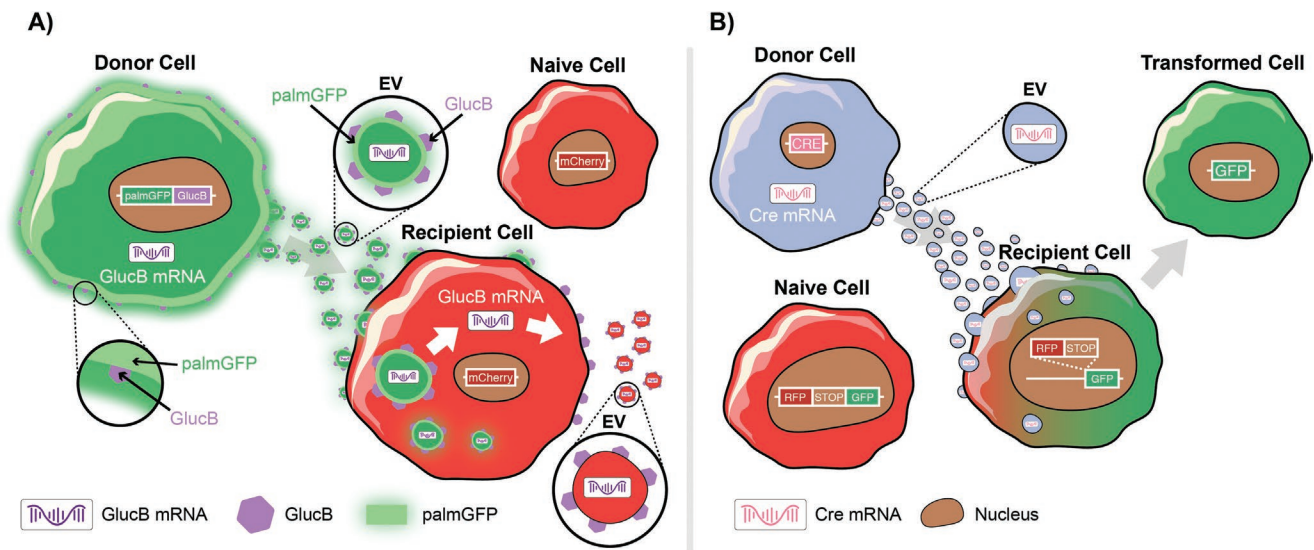 A)
Donor Cell
palmGFP
GlucB
GlucB mRNA
palmGFP
GlucB
EV
palmGFP
GlucB
Naive Cell
mCherry
Recipient Cell
GlucB mRNA
mCherry
EV
GlucB mRNA
GlucB
palmGFP
B)
Donor Cell
CRE
Cre mRNA
EV
Transformed Cell
GFP
Naive Cell
RFP STOP GFP
Recipient Cell
RFP STOP
GFP
Cre mRNA
Nucleus